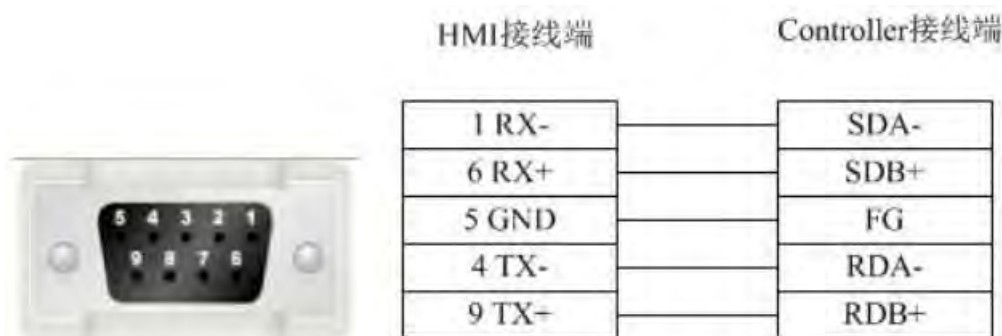 HMI接线端
Controller接线端
1 RX-
SDA-
6 RX+
SDB+
5 GND
FG
4 TX-
RDA-
9 TX+
RDB+
5 4 3 2 1
9 8 7 6